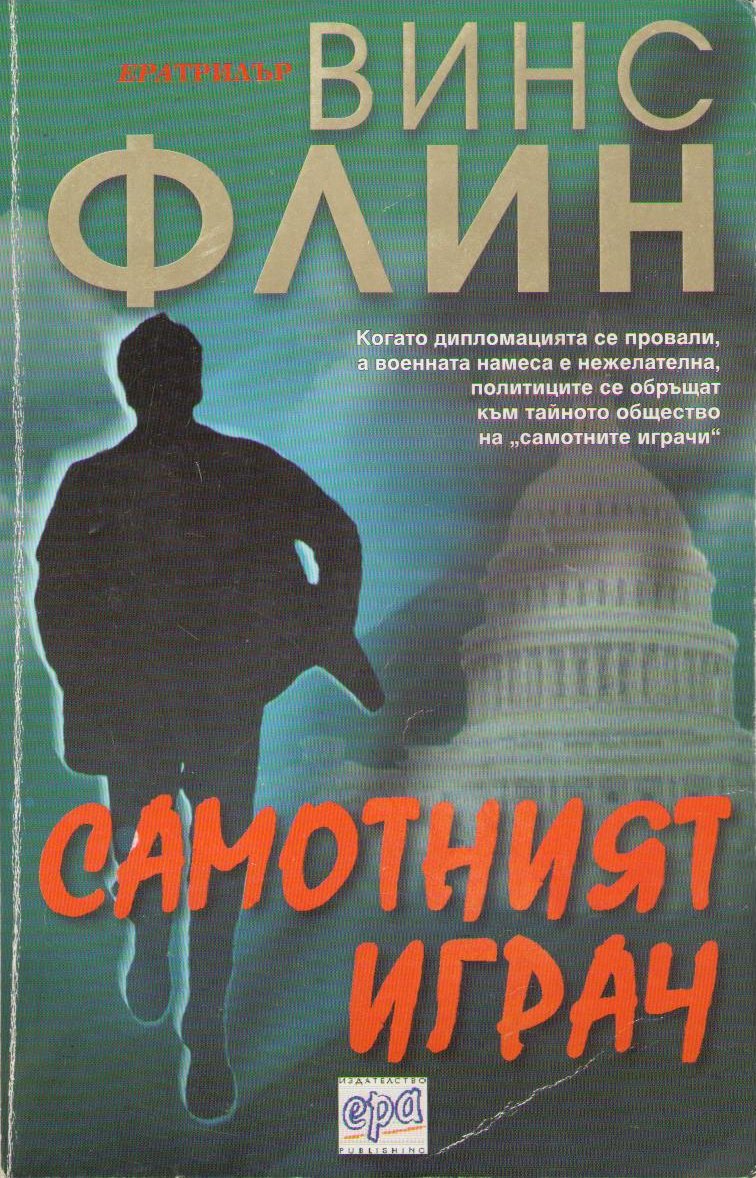 ЕРАТРИЛЪР
ВИНС
ФЛИН
Когато дипломацията се провали,
а военната намеса е нежелателна,
политиците се обръщат
към тайното общество
на „самотните играчи“
САМОТНИЯТ
ИГРАЧ
ИЗДАТЕЛСТВО
ера
PUBLISHING